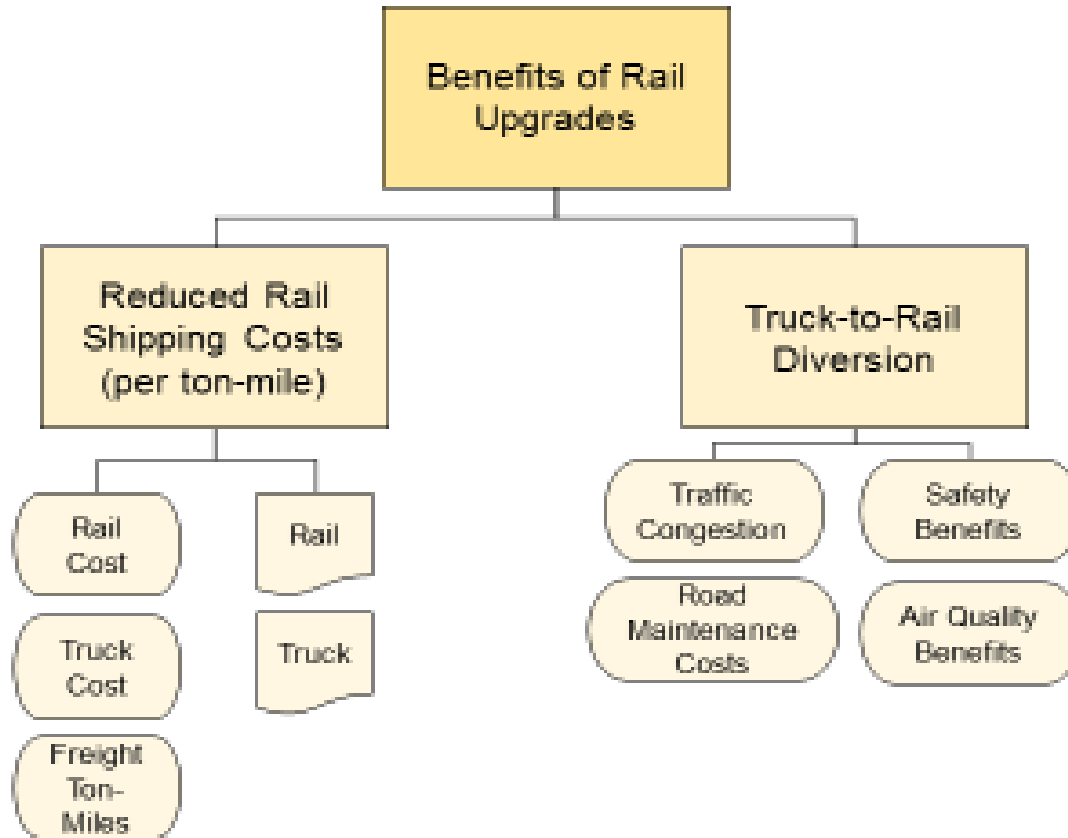 Benefits of Rail
Upgrades
Reduced Rail
Shipping Costs
(per ton-mile)
Truck-to-Rail
Diversion
Rail
Cost
Rail
Truck
Cost
Truck
Freight
Ton-
Miles
Traffic
Congestion
Safety
Benefits
Road
Maintenance
Costs
Air Quality
Benefits